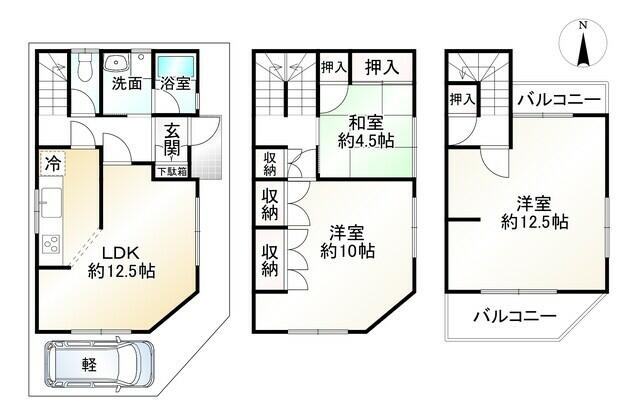 洗面
浴室
玄関
下駄箱
冷
LDK
約12.5帖
軽
押入
押入
和室
約4.5帖
収納
収納
収納
洋室
約10帖
N
押入
バルコニー
洋室
約12.5帖
バルコニー